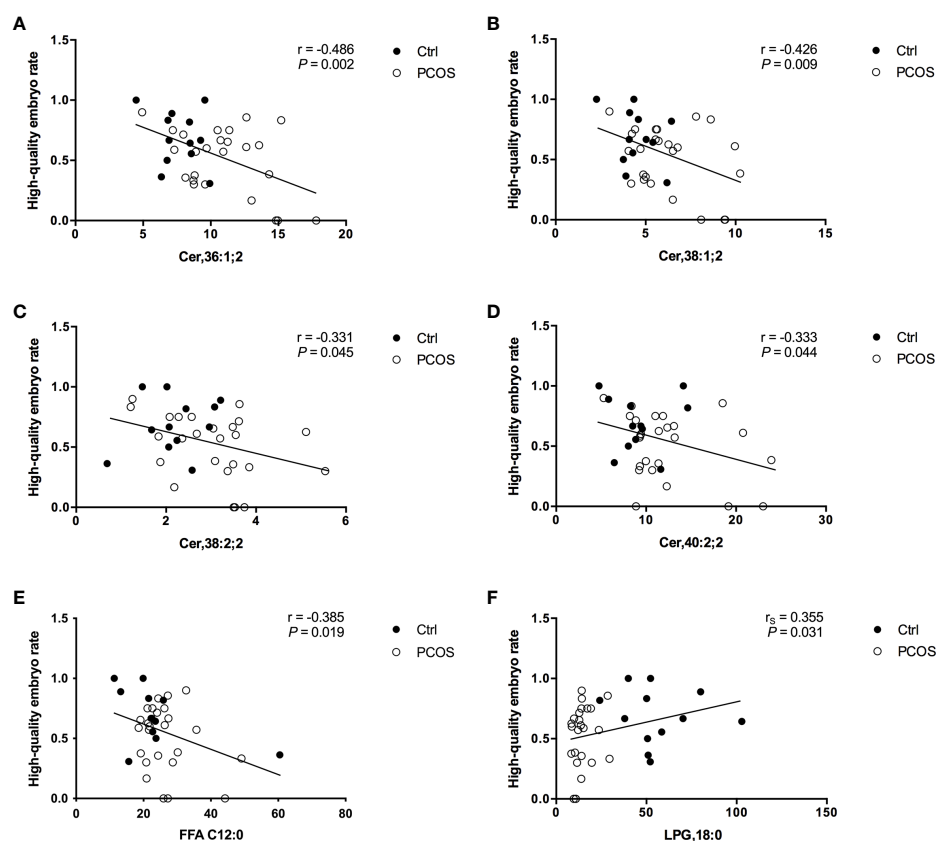 A
High-quality embryo rate
1.5
1.0
0.5
0.0
0 5 10 15 20
Cer,36:1;2
r = -0.486
P = 0.002
Ctrl
PCOS
B
High-quality embryo rate
1.5
1.0
0.5
0.0
0 5 10 15
Cer,38:1;2
r = -0.426
P = 0.009
Ctrl
PCOS
C
High-quality embryo rate
1.5
1.0
0.5
0.0
0 2 4 6
Cer,38:2;2
r = -0.331
P = 0.045
Ctrl
PCOS
D
High-quality embryo rate
1.5
1.0
0.5
0.0
0 10 20 30
Cer,40:2;2
r = -0.333
P = 0.044
Ctrl
PCOS
E
High-quality embryo rate
1.5
1.0
0.5
0.0
0 20 40 60 80
FFA C12:0
r = -0.385
P = 0.019
Ctrl
PCOS
F
High-quality embryo rate
1.5
1.0
0.5
0.0
0 50 100 150
LPG,18:0
rS = 0.355
P = 0.031
Ctrl
PCOS